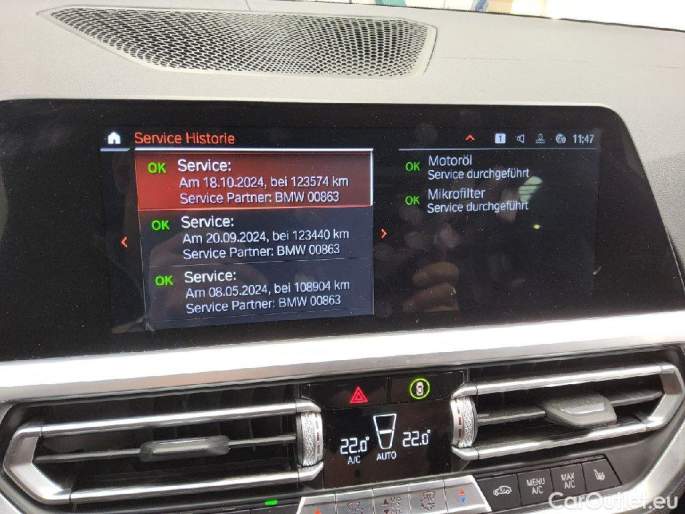 Service Historie
T
11:47
OK Service:
Am 18.10.2024, bei 123574 km
Service Partner: BMW 00863
OK Service:
Am 20.09.2024, bei 123440 km
Service Partner: BMW 00863
OK Service:
Am 08.05.2024, bei 108904 km
Service Partner: BMW 00863
OK Motoröl
Service durchgeführt
OK Mikrofilter
Service durchgeführt
22.0° 22.0°
A/C AUTO
MENU A/C
MAX A/C
CarOutlet.eu